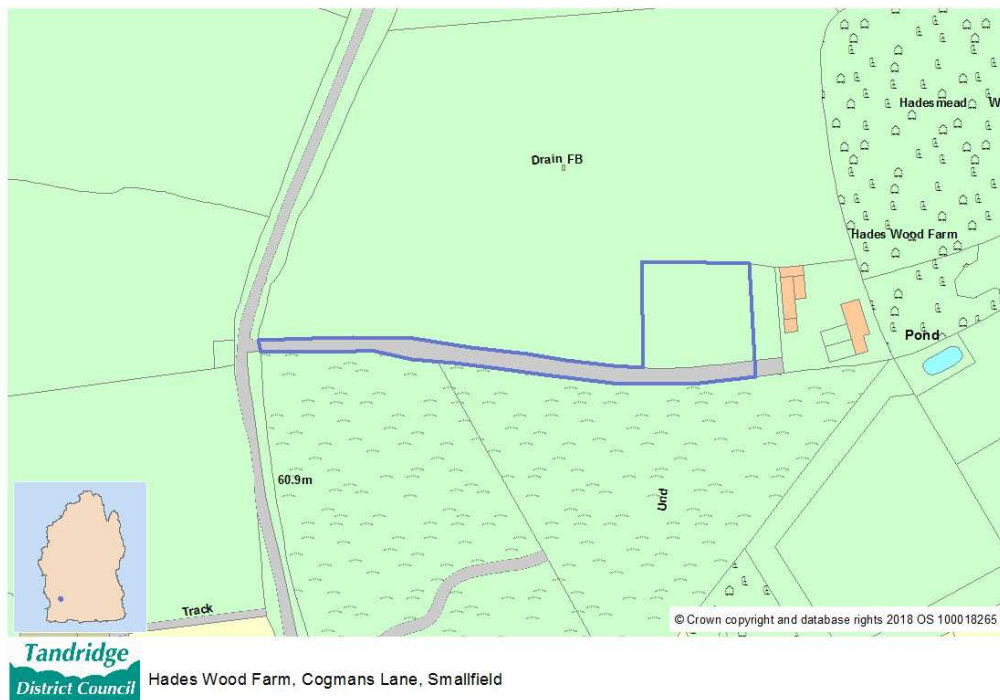 Hadesmead W
Drain FB
Hades Wood Farm
Pond
60.9m
Und
Track
© Crown copyright and database rights 2018 OS 100018265
Tandridge
District Council
Hades Wood Farm, Cogmans Lane, Smallfield